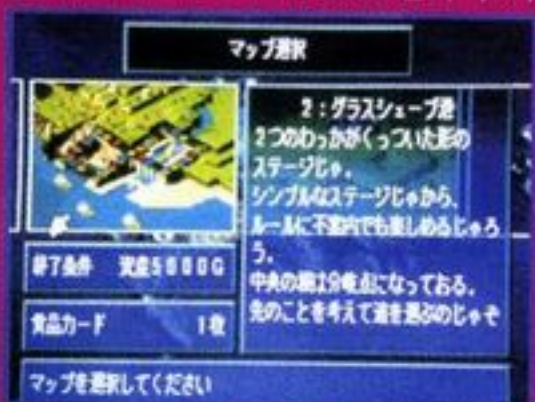 マップ選択
2:グラスシューブ港
2つのわっかがくっついた形の
ステージじゃ.
シンプルなステージじゃから、
ルールに不案内でも楽しめるじゃろ
う.
中央の湖は分岐点になっておる.
先のことを考えて道を選ぶのじゃぞ
終了条件 資産5000G
賞品カード 1枚
マップを選択してください